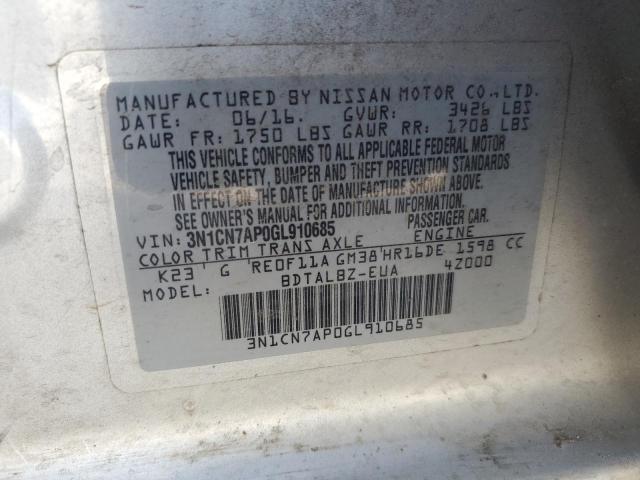 MANUFACTURED BY NISSAN MOTOR CO.,LTD.
DATE: 06/16. GVWR: 3426 LBS
GAWR FR: 1750 LBS GAWR RR: 1708 LBS
THIS VEHICLE CONFORMS TO ALL APPLICABLE FEDERAL MOTOR
VEHICLE SAFETY, BUMPER AND THEFT PREVENTION STANDARDS
IN EFFECT ON THE DATE OF MANUFACTURE SHOWN ABOVE.
SEE OWNER'S MANUAL FOR ADDITIONAL INFORMATION.
VIN: 3N1CN7AP0GL910685 PASSENGER CAR.
COLOR TRIM TRANS AXLE ENGINE
K23 G RE0F11A GM38 HR16DE 1598 CC
MODEL: BDTALBZ-EUA 4Z000
3N1CN7AP0GL910685